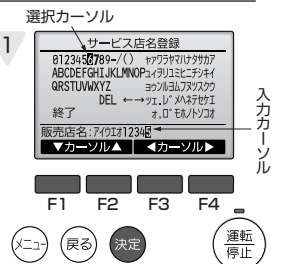 選択カーソル
1
サービス店名登録
0123456789-/() ヤアワラヤマハナタサカア
ABCDEFGHIJKLMNOPュィヲリユミヒニチシキイ
QRSTUVWXYZ ョゥンルヨムフヌツスクウ
DEL ←→ッェ.レ゛メヘネテセケエ
終了 ォ,ロ゜モホノトソコオ
販売店名:アイウエオ12345
▼カーソル▲ ◀カーソル▶
入力カーソル
F1 F2 F3 F4
メニュー 戻る 決定 運転
停止